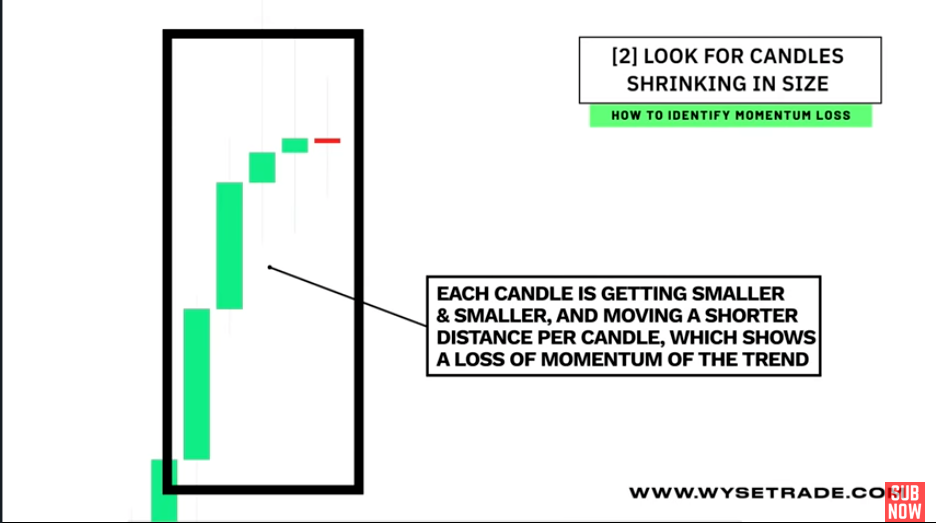 [2] LOOK FOR CANDLES
SHRINKING IN SIZE
HOW TO IDENTIFY MOMENTUM LOSS
EACH CANDLE IS GETTING SMALLER
& SMALLER, AND MOVING A SHORTER
DISTANCE PER CANDLE, WHICH SHOWS
A LOSS OF MOMENTUM OF THE TREND
WWW.WYSETRADE.CO
SUB
NOW